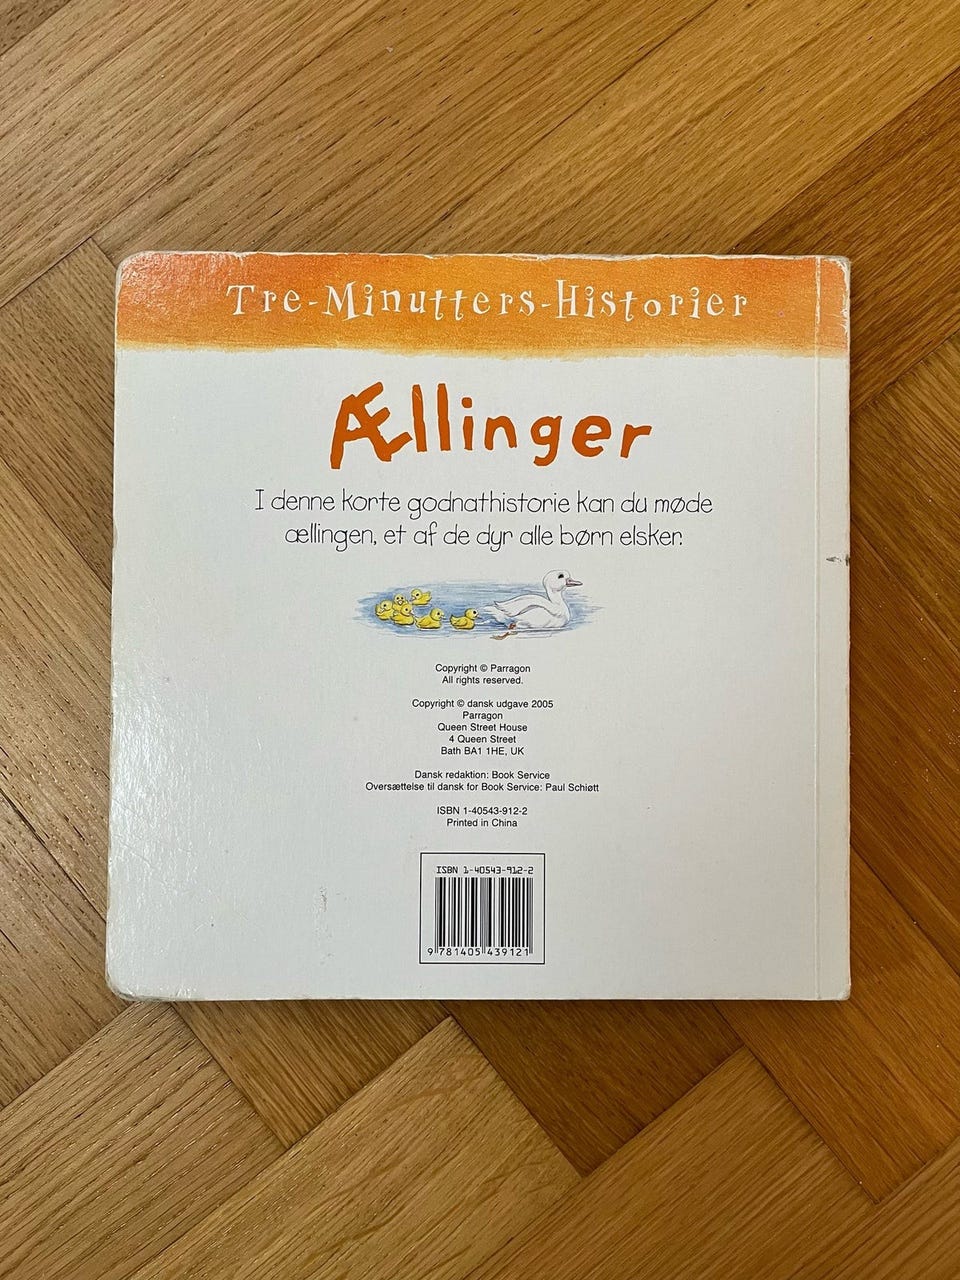 Tre-Minutters-Historier
Ællinger
I denne korte godnathistorie kan du møde
ællingen, et af de dyr alle børn elsker.
Copyright © Parragon
All rights reserved.
Copyright © dansk udgave 2005
Parragon
Queen Street House
4 Queen Street
Bath BA1 1HE, UK
Dansk redaktion: Book Service
Oversættelse til dansk for Book Service: Paul Schiøtt
ISBN 1-40543-912-2
Printed in China
ISBN 1-40543-912-2
9 781405 439121